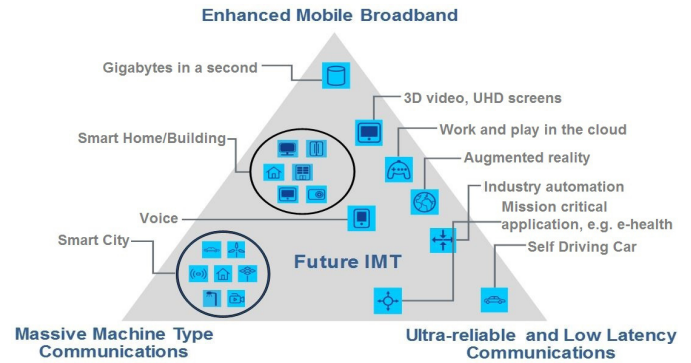 Enhanced Mobile Broadband
Gigabytes in a second
3D video, UHD screens
Smart Home/Building
Work and play in the cloud
Augmented reality
Industry automation
Mission critical
application, e.g. e-health
Voice
Smart City
Self Driving Car
Future IMT
Massive Machine Type
Communications
Ultra-reliable and Low Latency
Communications